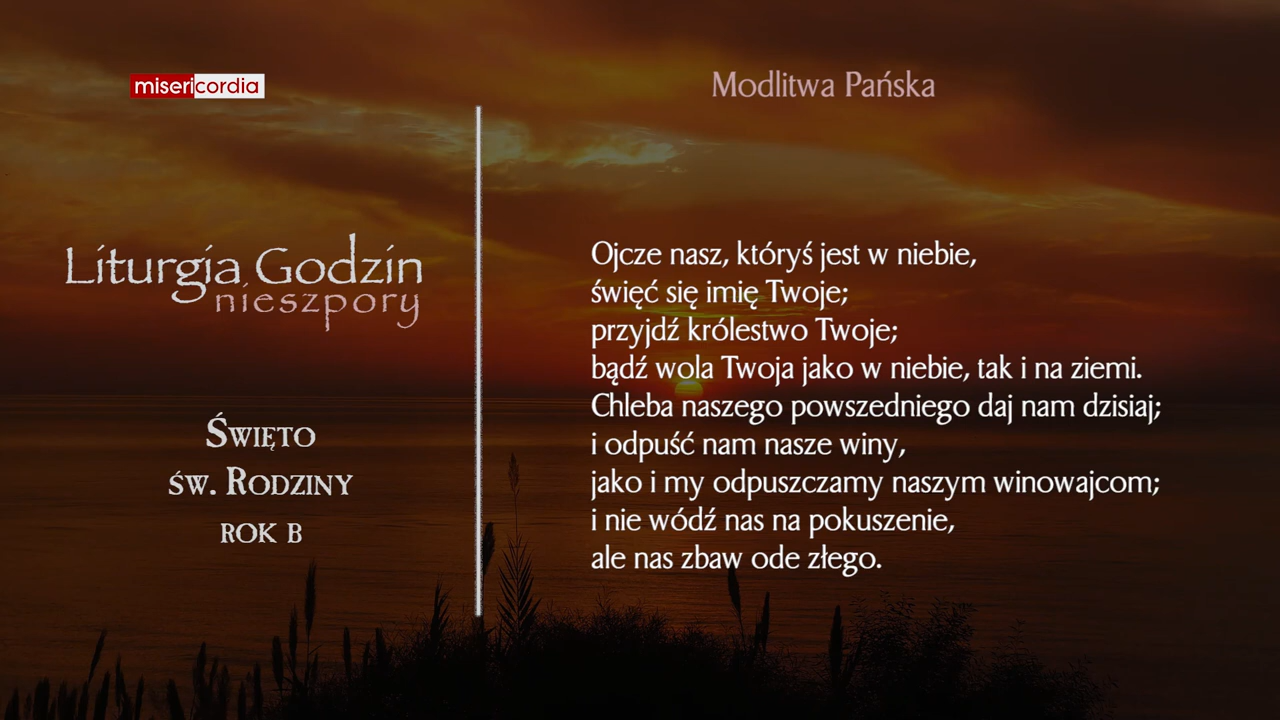 misericordia
Liturgia Godzin
nieszpory
Święto
św. Rodziny
rok B
Modlitwa Pańska
Ojcze nasz, któryś jest w niebie,
święć się imię Twoje;
przyjdź królestwo Twoje;
bądź wola Twoja jako w niebie, tak i na ziemi.
Chleba naszego powszedniego daj nam dzisiaj;
i odpuść nam nasze winy,
jako i my odpuszczamy naszym winowajcom;
i nie wódź nas na pokuszenie,
ale nas zbaw ode złego.